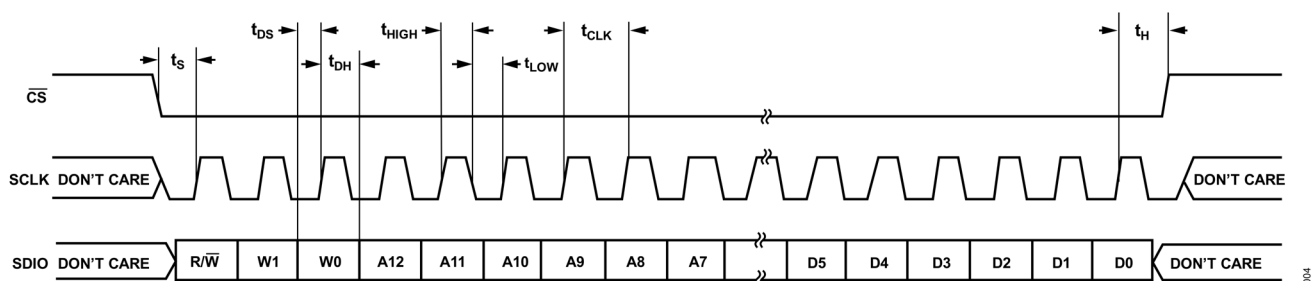 tDS
tHIGH
tCLK
tH
tS
tDH
tLOW
CS
SCLK DON'T CARE
DON'T CARE
SDIO DON'T CARE R/W W1 W0 A12 A11 A10 A9 A8 A7 D5 D4 D3 D2 D1 D0 DON'T CARE
004